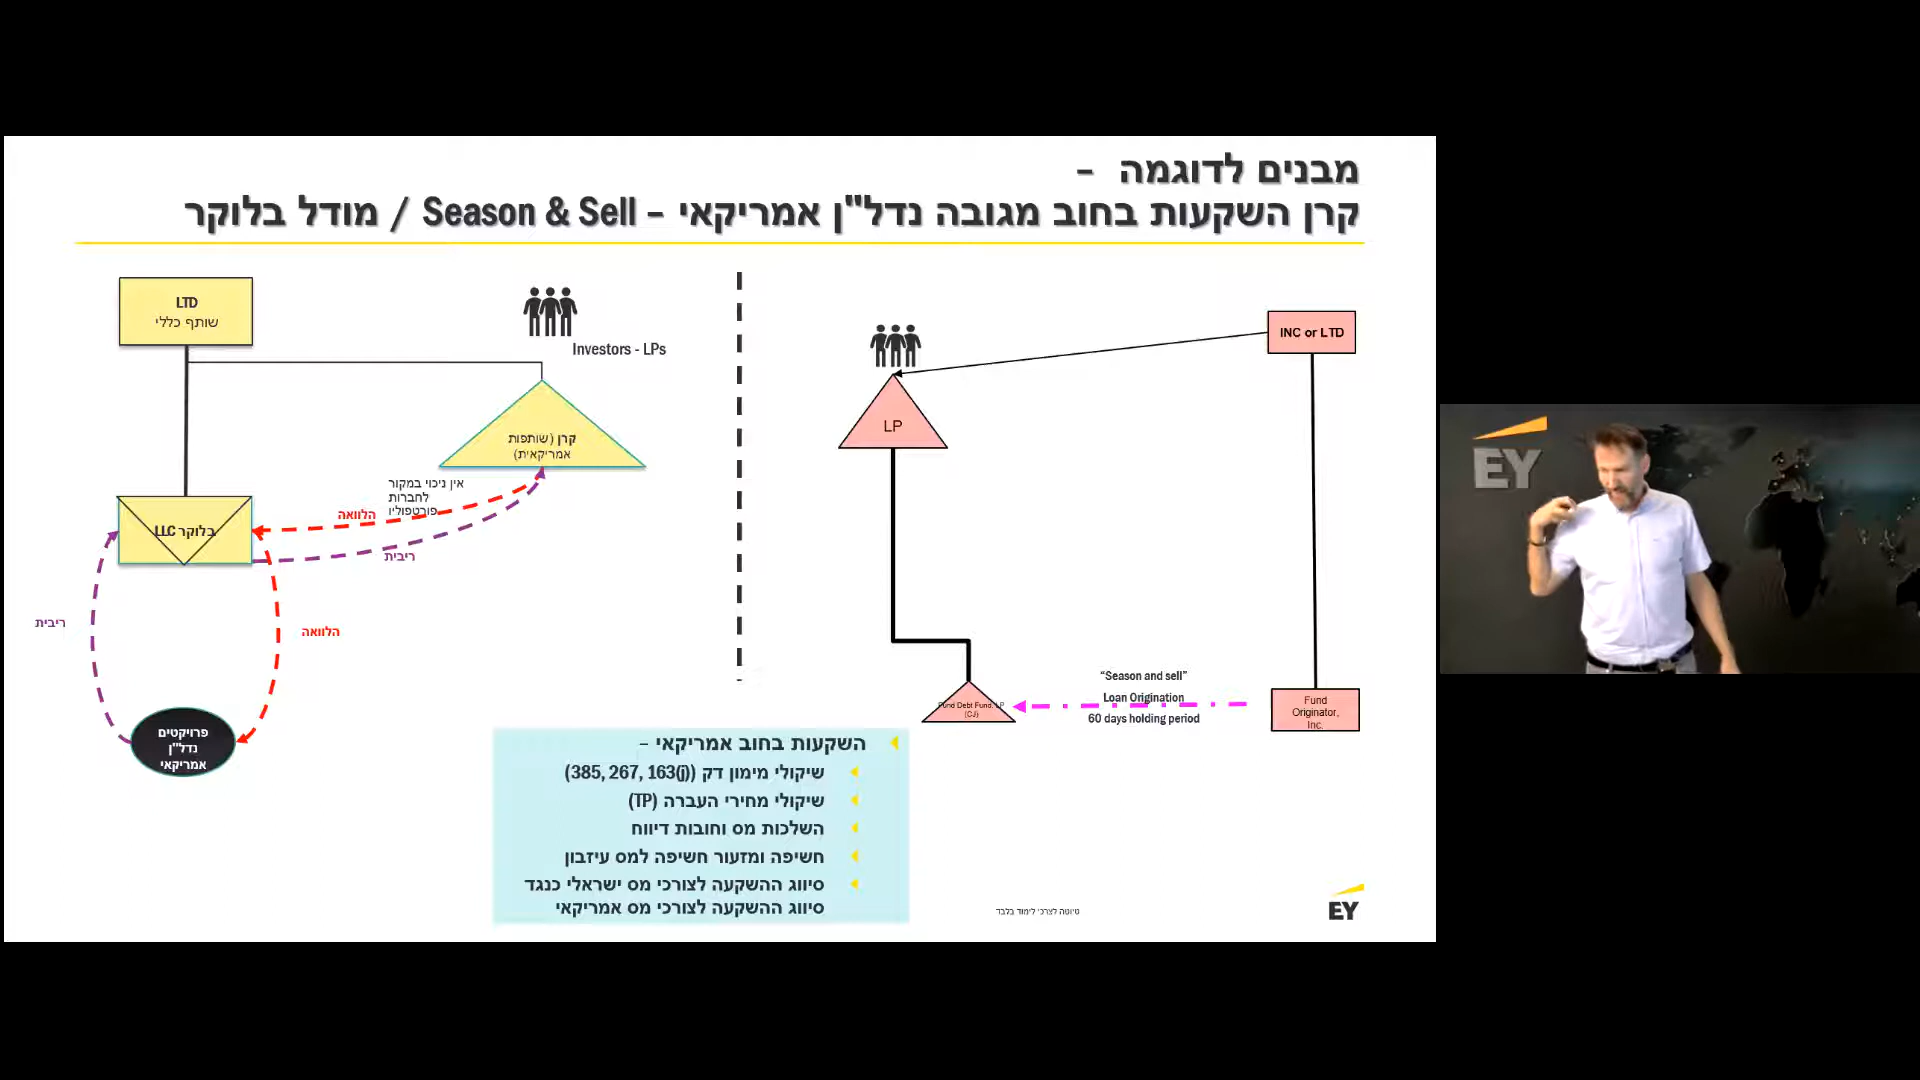 מבנים לדוגמה –
קרן השקעות בחוב מגובה נדל"ן אמריקאי – Season & Sell / מודל בלוקר
LTD
שותף כללי
Investors - LPs
קרן (שותפות
אמריקאית)
אין ניכוי במקור
לחברות
פורטפוליו
הלוואה
ריבית
בלוקר LLC
ריבית
הלוואה
פרויקטים
נדל"ן
אמריקאי
INC or LTD
LP
"Season and sell"
Loan Origination
60 days holding period
Fund Debt Fund, LP
(CJ)
Fund
Originator,
Inc.
השקעות בחוב אמריקאי –
שיקולי מימון דק (385, 267, 163(j))
שיקולי מחירי העברה (TP)
השלכות מס וחובות דיווח
חשיפה ומזעור חשיפה למס עיזבון
סיווג ההשקעה לצורכי מס ישראלי כנגד
סיווג ההשקעה לצורכי מס אמריקאי
טיוטה לצרכי לימוד בלבד
EY
EY